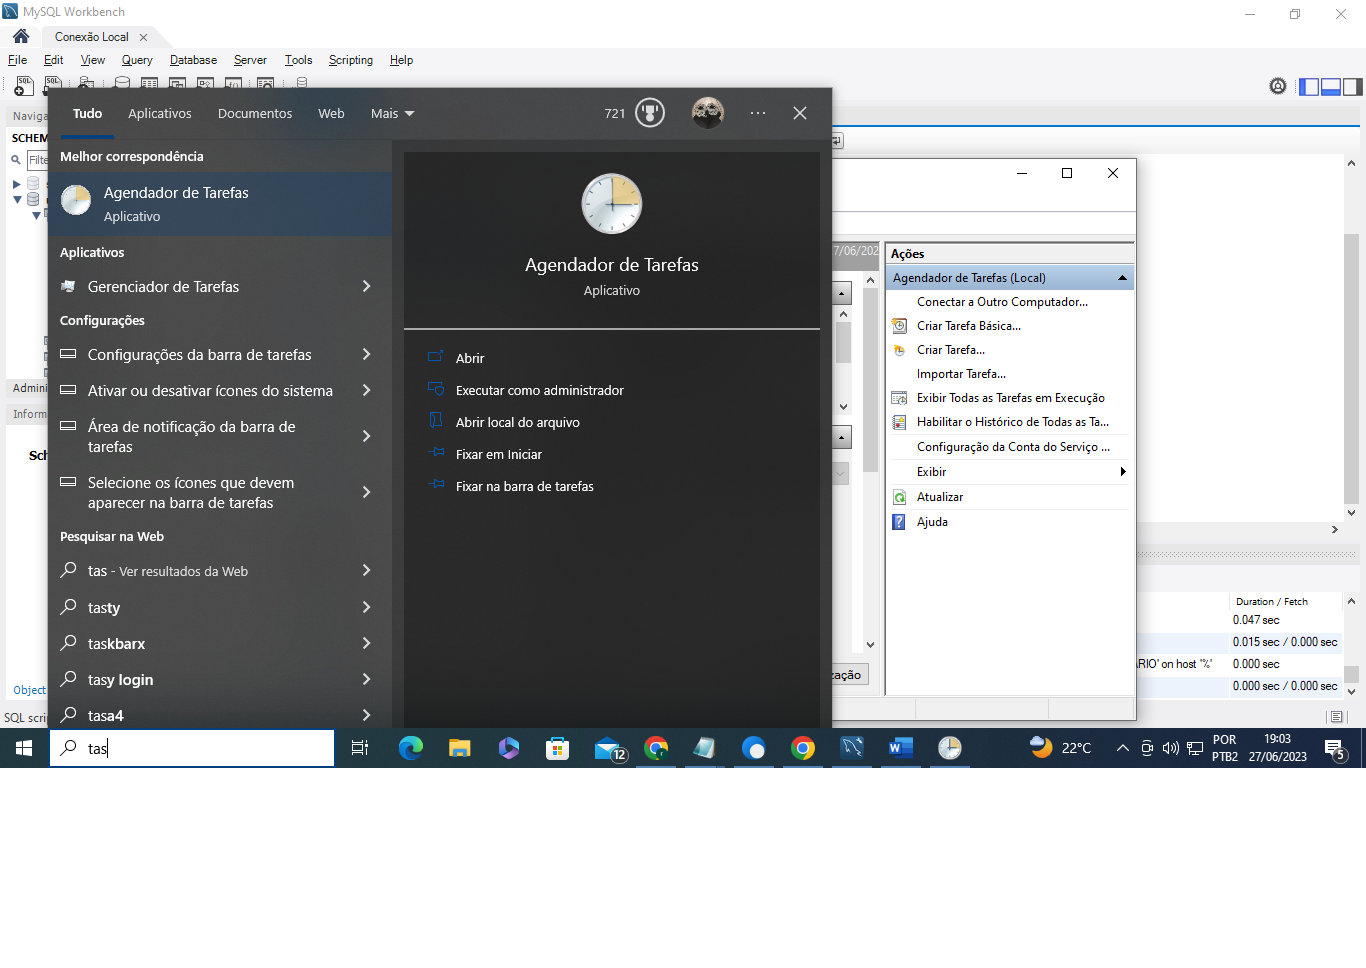 MySQL Workbench
Conexão Local
File Edit View Query Database Server Tools Scripting Help
Naviga
SCHEM
Filte
Admini
Inform
Sch
Object
SQL scrip
Tudo Aplicativos Documentos Web Mais
721
Melhor correspondência
Agendador de Tarefas
Aplicativo
Aplicativos
Gerenciador de Tarefas
Configurações
Configurações da barra de tarefas
Ativar ou desativar ícones do sistema
Área de notificação da barra de
tarefas
Selecione os ícones que devem
aparecer na barra de tarefas
Pesquisar na Web
tas - Ver resultados da Web
tasty
taskbarx
tasy login
tasa4
Agendador de Tarefas
Aplicativo
Abrir
Executar como administrador
Abrir local do arquivo
Fixar em Iniciar
Fixar na barra de tarefas
7/06/202
zação
Ações
Agendador de Tarefas (Local)
Conectar a Outro Computador...
Criar Tarefa Básica...
Criar Tarefa...
Importar Tarefa...
Exibir Todas as Tarefas em Execução
Habilitar o Histórico de Todas as Ta...
Configuração da Conta do Serviço ...
Exibir
Atualizar
Ajuda
Duration / Fetch
0.047 sec
0.015 sec / 0.000 sec
ARIO' on host '%' 0.000 sec
0.000 sec / 0.000 sec
tas
12
22°C
POR
PTB2
19:03
27/06/2023
5